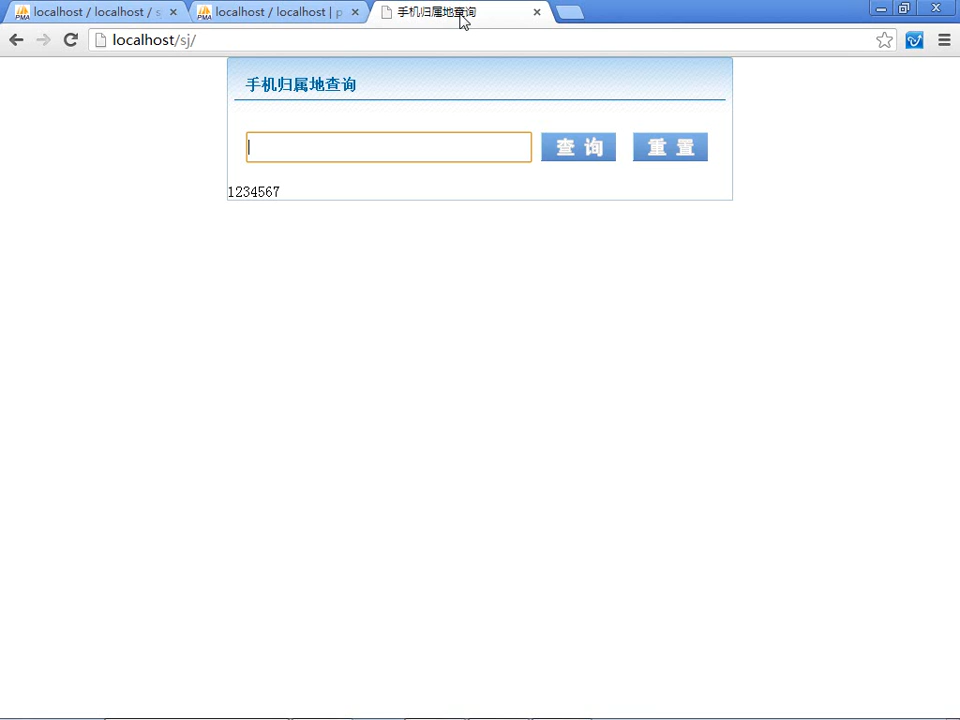 localhost / localhost / s
localhost / localhost | p
手机归属地查询
localhost/sj/
手机归属地查询
查 询
重 置
1234567